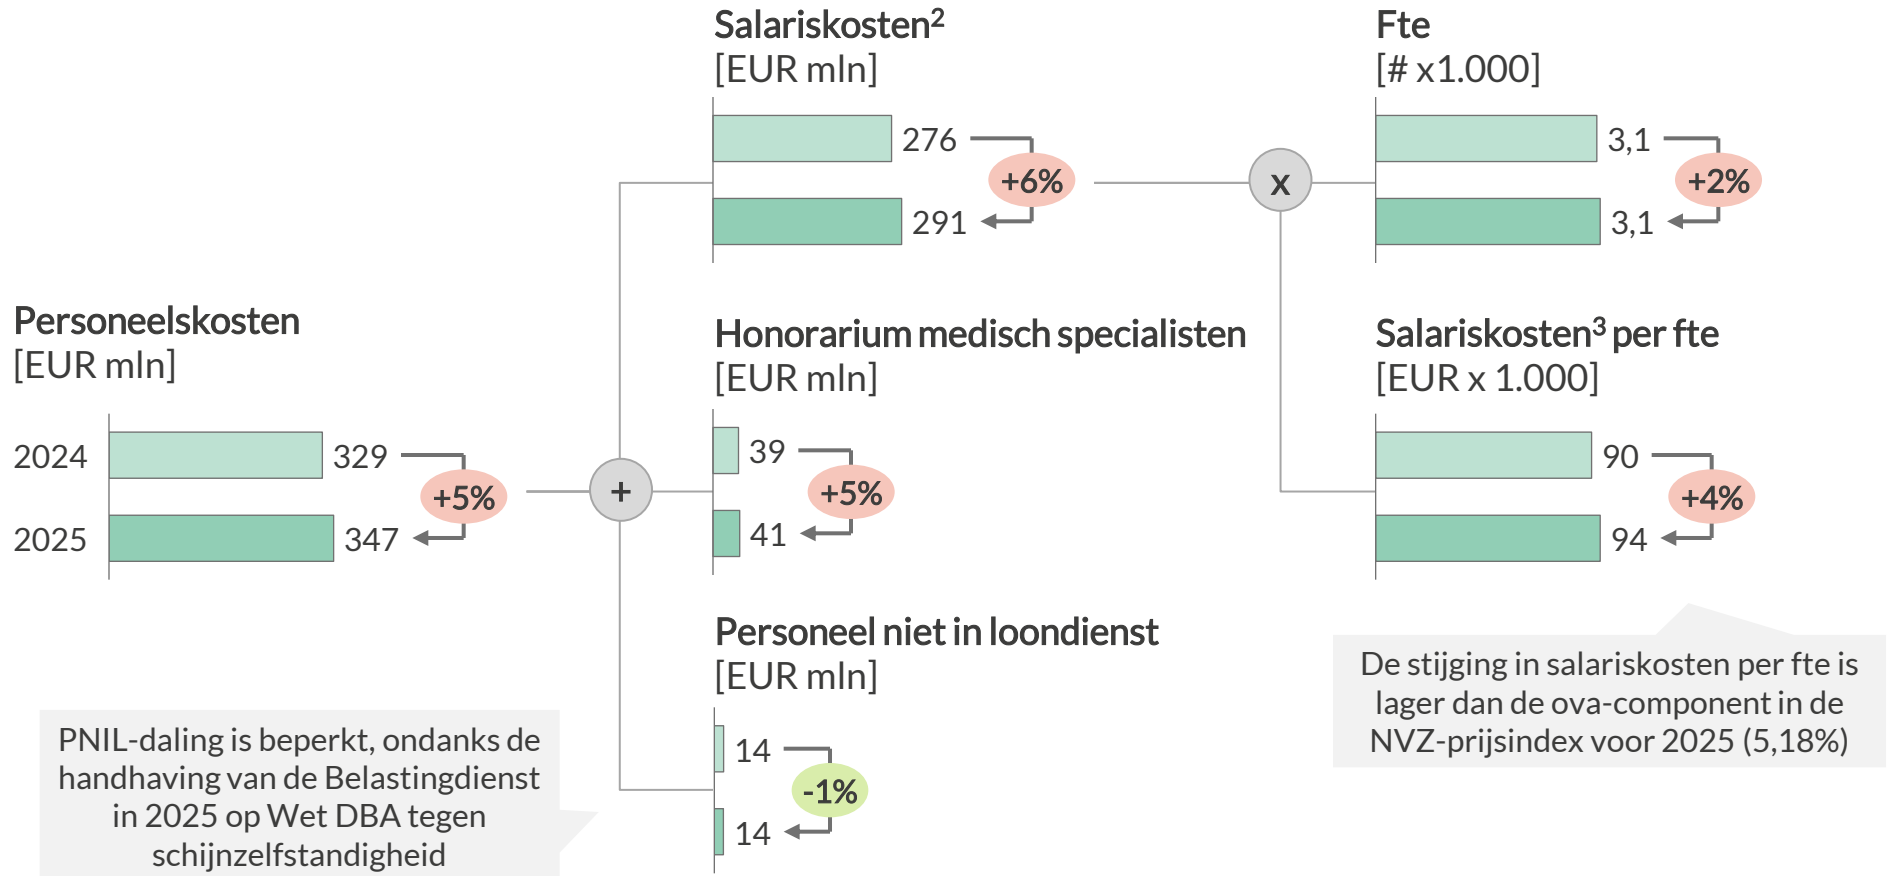 Salariskosten²
[EUR mln]
276
+6%
291
x
Fte
[# x1.000]
3,1
+2%
3,1
Personeelskosten
[EUR mln]
2024
329
+5%
2025
347
+
Honorarium medisch specialisten
[EUR mln]
39
+5%
41
Salariskosten³ per fte
[EUR x 1.000]
90
+4%
94
Personeel niet in loondienst
[EUR mln]
14
-1%
14
De stijging in salariskosten per fte is
lager dan de ova-component in de
NVZ-prijsindex voor 2025 (5,18%)
PNIL-daling is beperkt, ondanks de
handhaving van de Belastingdienst
in 2025 op Wet DBA tegen
schijnzelfstandigheid